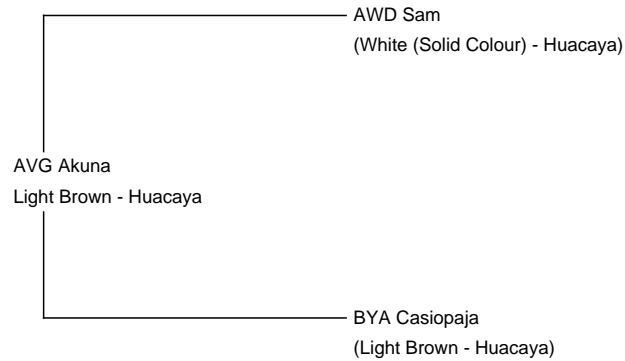 AWD Sam
(White (Solid Colour) - Huacaya)
AVG Akuna
Light Brown - Huacaya
BYA Casiopaja
(Light Brown - Huacaya)